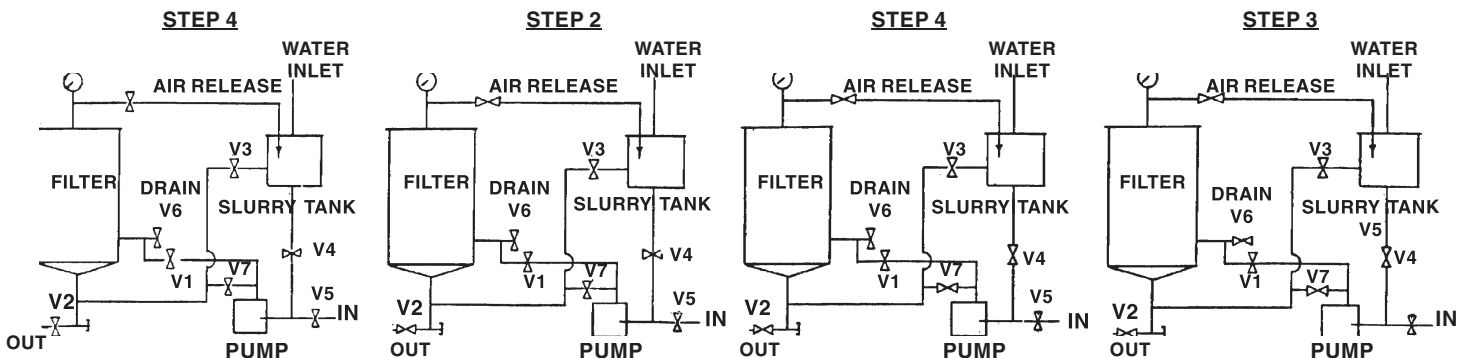 STEP 4
WATER
INLET
AIR RELEASE
V3
FILTER
DRAIN
V6
SLURRY TANK
V4
V1
V7
V2
V5
IN
OUT
PUMP
STEP 2
WATER
INLET
AIR RELEASE
V3
FILTER
DRAIN
V6
SLURRY TANK
V4
V1
V7
V2
V5
IN
OUT
PUMP
STEP 4
WATER
INLET
AIR RELEASE
V3
FILTER
DRAIN
V6
SLURRY TANK
V4
V1
V7
V2
V5
IN
OUT
PUMP
STEP 3
WATER
INLET
AIR RELEASE
V3
FILTER
DRAIN
V6
SLURRY TANK
V5
V4
V1
V7
V2
IN
OUT
PUMP